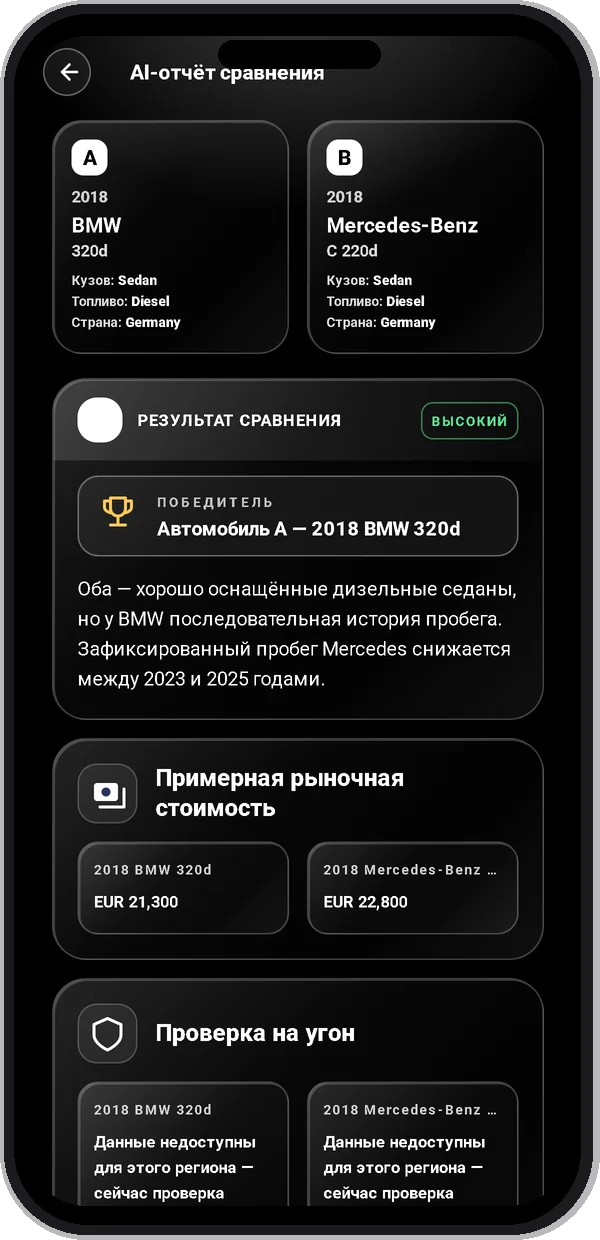 AI-отчёт сравнения
A
2018
BMW
320d
Кузов: Sedan
Топливо: Diesel
Страна: Germany
B
2018
Mercedes-Benz
C 220d
Кузов: Sedan
Топливо: Diesel
Страна: Germany
РЕЗУЛЬТАТ СРАВНЕНИЯ
ВЫСОКИЙ
ПОБЕДИТЕЛЬ
Автомобиль A — 2018 BMW 320d
Оба — хорошо оснащённые дизельные седаны,
но у BMW последовательная история пробега.
Зафиксированный пробег Mercedes снижается
между 2023 и 2025 годами.
Примерная рыночная
стоимость
2018 BMW 320d
EUR 21,300
2018 Mercedes-Benz …
EUR 22,800
Проверка на угон
2018 BMW 320d
Данные недоступны
для этого региона —
сейчас проверка
2018 Mercedes-Benz …
Данные недоступны
для этого региона —
сейчас проверка